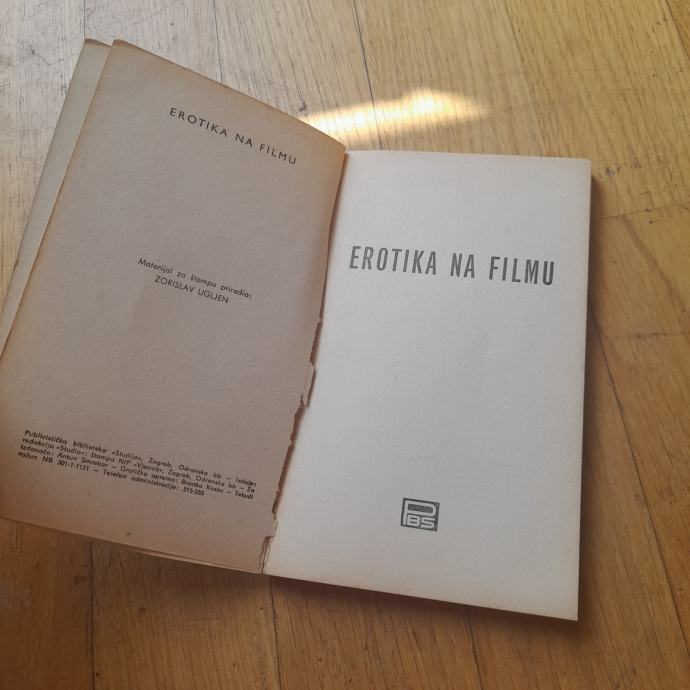 EROTIKA NA FILMU
Materijal za štampu priredio:
ZORISLAV UGLJEN
Publicistička biblioteka «Studija», Zagreb, Odranska bb — Izdaje:
redakcija «Studio»; štampa NIP «Vjesnik», Zagreb, Odranska bb — Za
Izdavača: Antun Smrekar — Grafička oprema: Branko Kosec — Tekući
račun NB 301-1-1151 — Telefon administracije: 515-555
EROTIKA NA FILMU
PBS